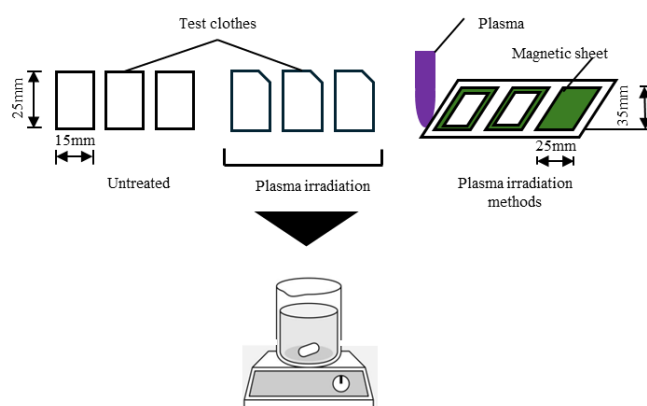 Test clothes
Plasma
Magnetic sheet
25mm
35mm
15mm
25mm
Untreated
Plasma irradiation
Plasma irradiation
methods